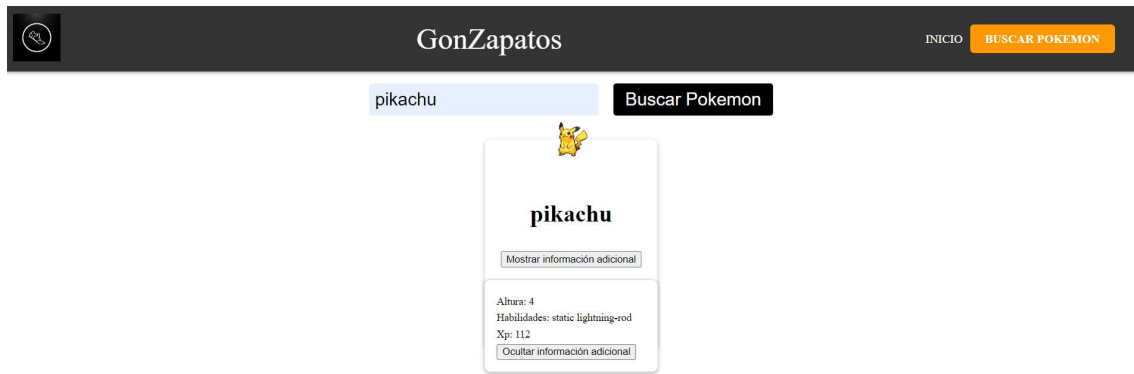 GonZapatos
INICIO
BUSCAR POKEMON
pikachu
Buscar Pokemon
pikachu
Mostrar información adicional
Altura: 4
Habilidades: static lightning-rod
Xp: 112
Ocultar información adicional